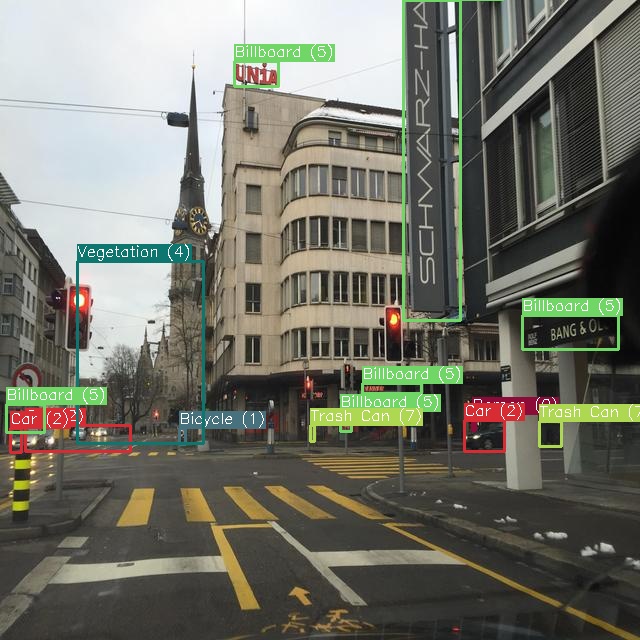 Billboard (5)
UNiA
SCHWARZ-HA
Vegetation (4)
Billboard (5)
BANG & OL
Billboard (5)
Billboard (5)
Billboard (5)
Car (2)
Bicycle (1)
Trash Can (7)
Car (2)
Trash Can (7